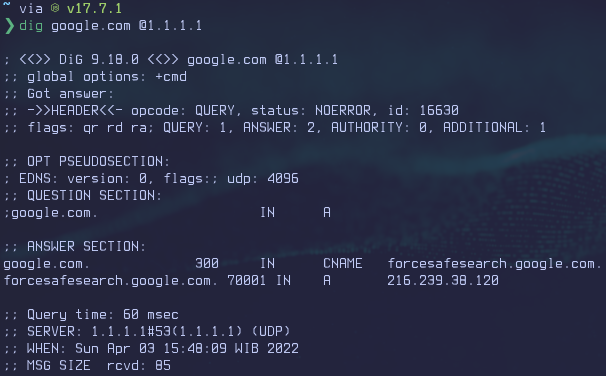 ~ via ⬢ v17.7.1
❯ dig google.com @1.1.1.1
; <<>> DiG 9.18.0 <<>> google.com @1.1.1.1
;; global options: +cmd
;; Got answer:
;; ->>HEADER<<- opcode: QUERY, status: NOERROR, id: 16630
;; flags: qr rd ra; QUERY: 1, ANSWER: 2, AUTHORITY: 0, ADDITIONAL: 1
;; OPT PSEUDOSECTION:
; EDNS: version: 0, flags:; udp: 4096
;; QUESTION SECTION:
;google.com. IN A
;; ANSWER SECTION:
google.com. 300 IN CNAME forcesafesearch.google.com.
forcesafesearch.google.com. 70001 IN A 216.239.38.120
;; Query time: 60 msec
;; SERVER: 1.1.1.1#53(1.1.1.1) (UDP)
;; WHEN: Sun Apr 03 15:48:09 WIB 2022
;; MSG SIZE rcvd: 85